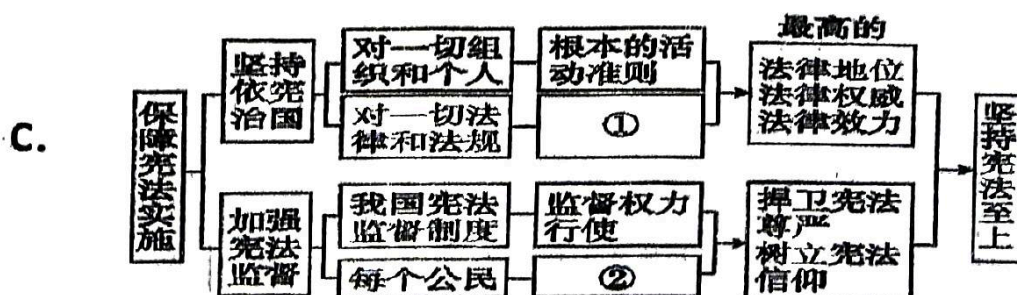 C.
保障宪法实施
坚持
依宪
治国
对一切组
织和个人
根本的活
动准则
对一切法
律和法规
①
最高的
法律地位
法律权威
法律效力
加强
宪法
监督
我国宪法
监督制度
监督权力
行使
每个公民
②
捍卫宪法
尊严
树立宪法
信仰
坚持宪法至上